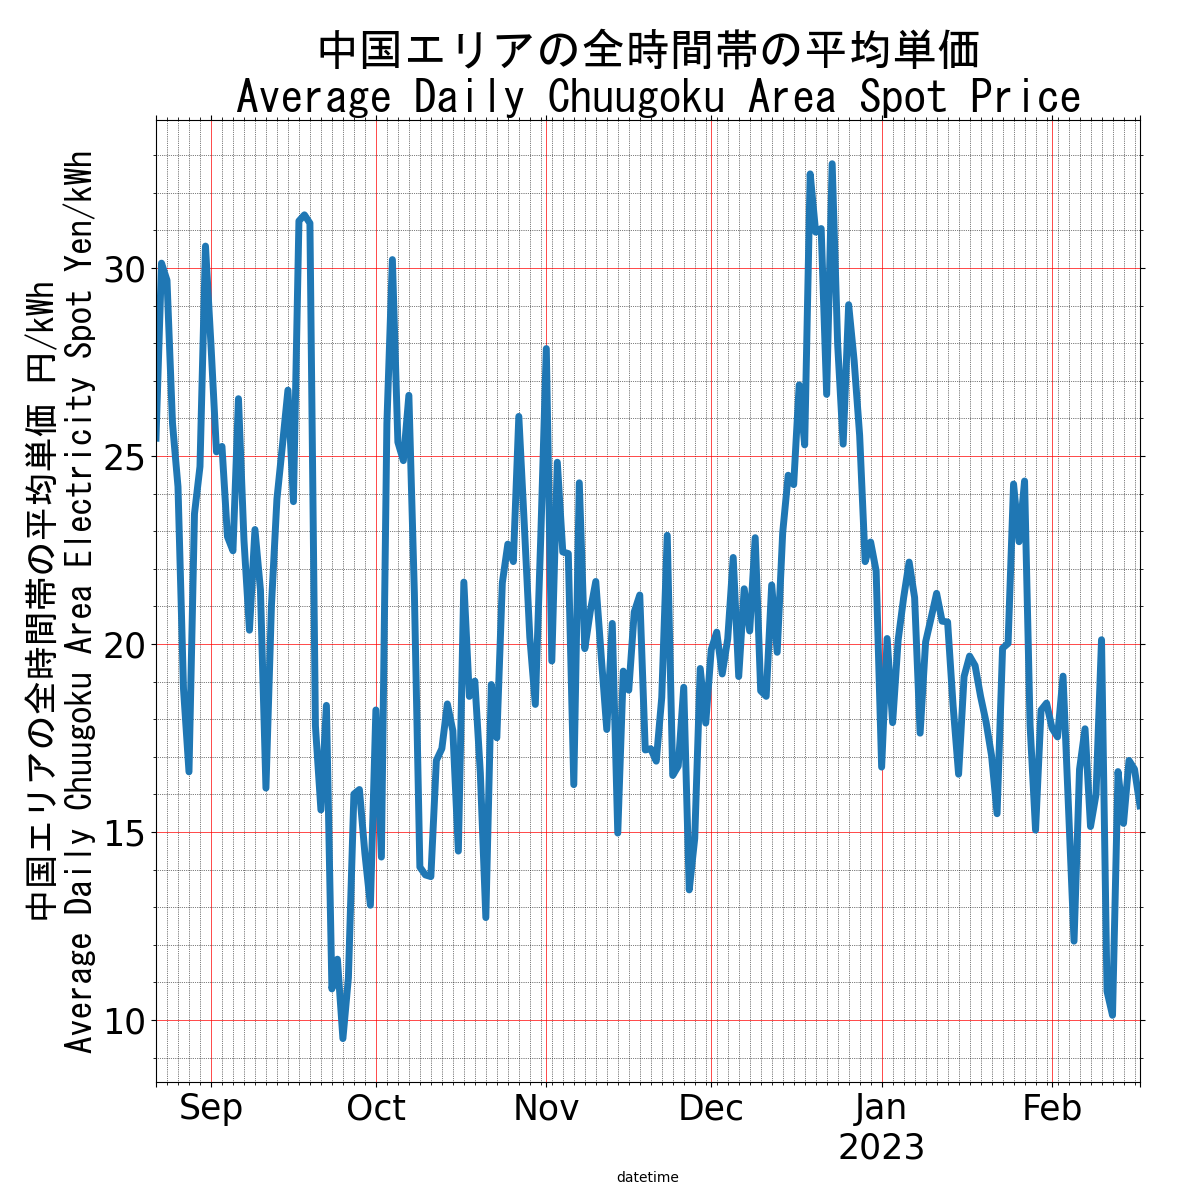 中国エリアの全時間帯の平均単価
Average Daily Chuugoku Area Spot Price
中国エリアの全時間帯の平均単価 円/kWh
Average Daily Chuugoku Area Electricity Spot Yen/kWh
30
25
20
15
10
Sep Oct Nov Dec Jan Feb
2023
datetime